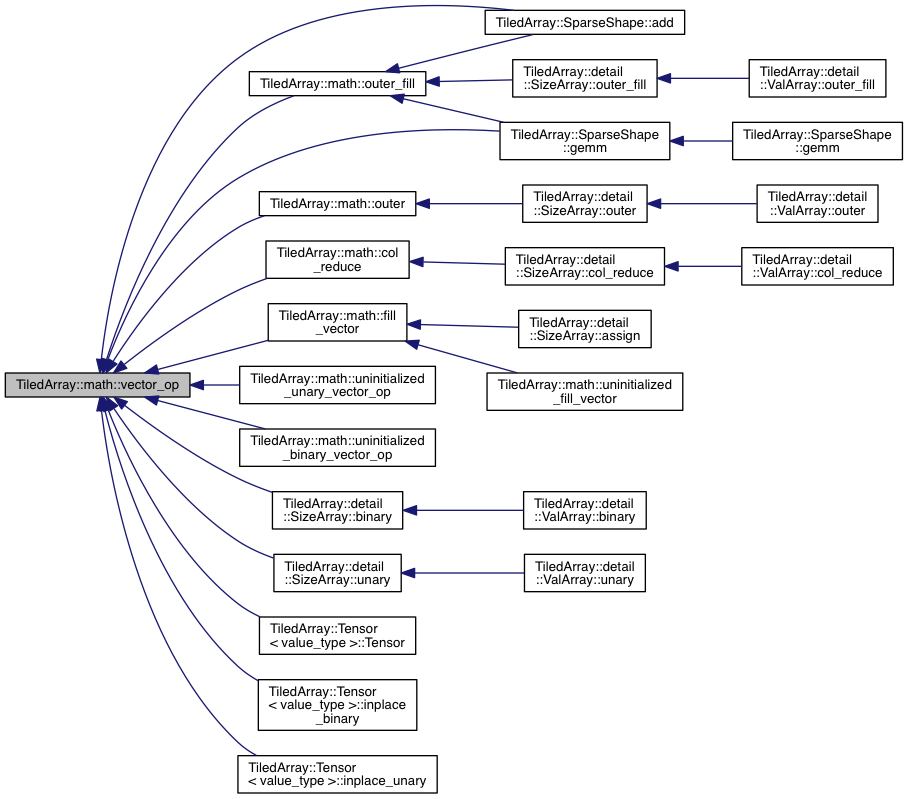 TiledArray::SparseShape::add
TiledArray::math::outer_fill
TiledArray::detail
::SizeArray::outer_fill
TiledArray::detail
::ValArray::outer_fill
TiledArray::SparseShape
::gemm
TiledArray::SparseShape
::gemm
TiledArray::math::outer
TiledArray::detail
::SizeArray::outer
TiledArray::detail
::ValArray::outer
TiledArray::math::col
_reduce
TiledArray::detail
::SizeArray::col_reduce
TiledArray::detail
::ValArray::col_reduce
TiledArray::math::fill
_vector
TiledArray::detail
::SizeArray::assign
TiledArray::math::vector_op
TiledArray::math::uninitialized
_unary_vector_op
TiledArray::math::uninitialized
_fill_vector
TiledArray::math::uninitialized
_binary_vector_op
TiledArray::detail
::SizeArray::binary
TiledArray::detail
::ValArray::binary
TiledArray::detail
::SizeArray::unary
TiledArray::detail
::ValArray::unary
TiledArray::Tensor
< value_type >::Tensor
TiledArray::Tensor
< value_type >::inplace
_binary
TiledArray::Tensor
< value_type >::inplace_unary